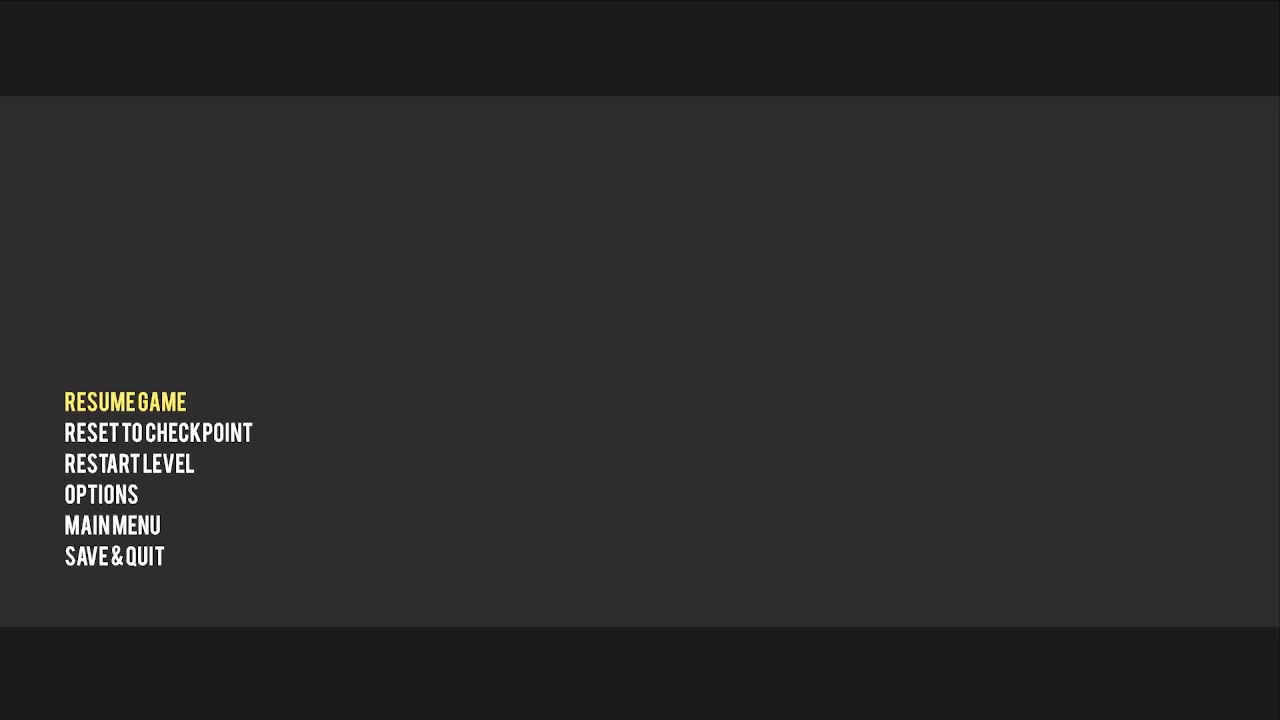 RESUME GAME
RESET TO CHECKPOINT
RESTART LEVEL
OPTIONS
MAIN MENU
SAVE & QUIT